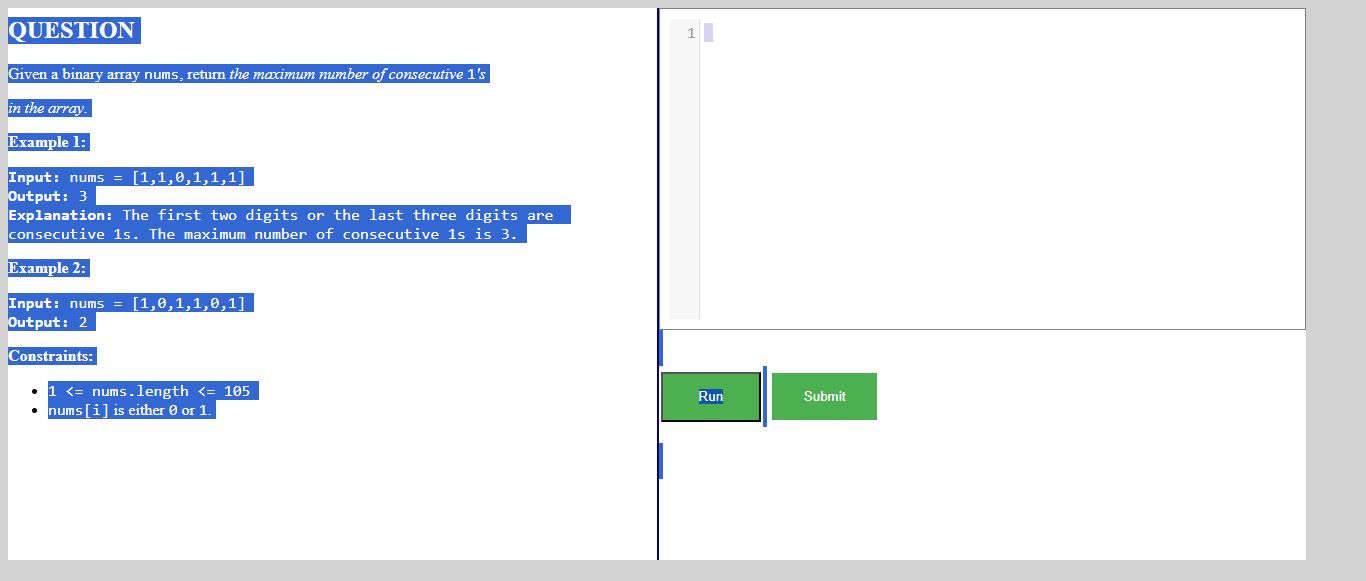 QUESTION
Given a binary array nums, return the maximum number of consecutive 1's
in the array.
Example 1:
Input: nums = [1,1,0,1,1,1]
Output: 3
Explanation: The first two digits or the last three digits are
consecutive 1s. The maximum number of consecutive 1s is 3.
Example 2:
Input: nums = [1,0,1,1,0,1]
Output: 2
Constraints:
• 1 <= nums.length <= 105
• nums[i] is either 0 or 1.
1
Run
Submit